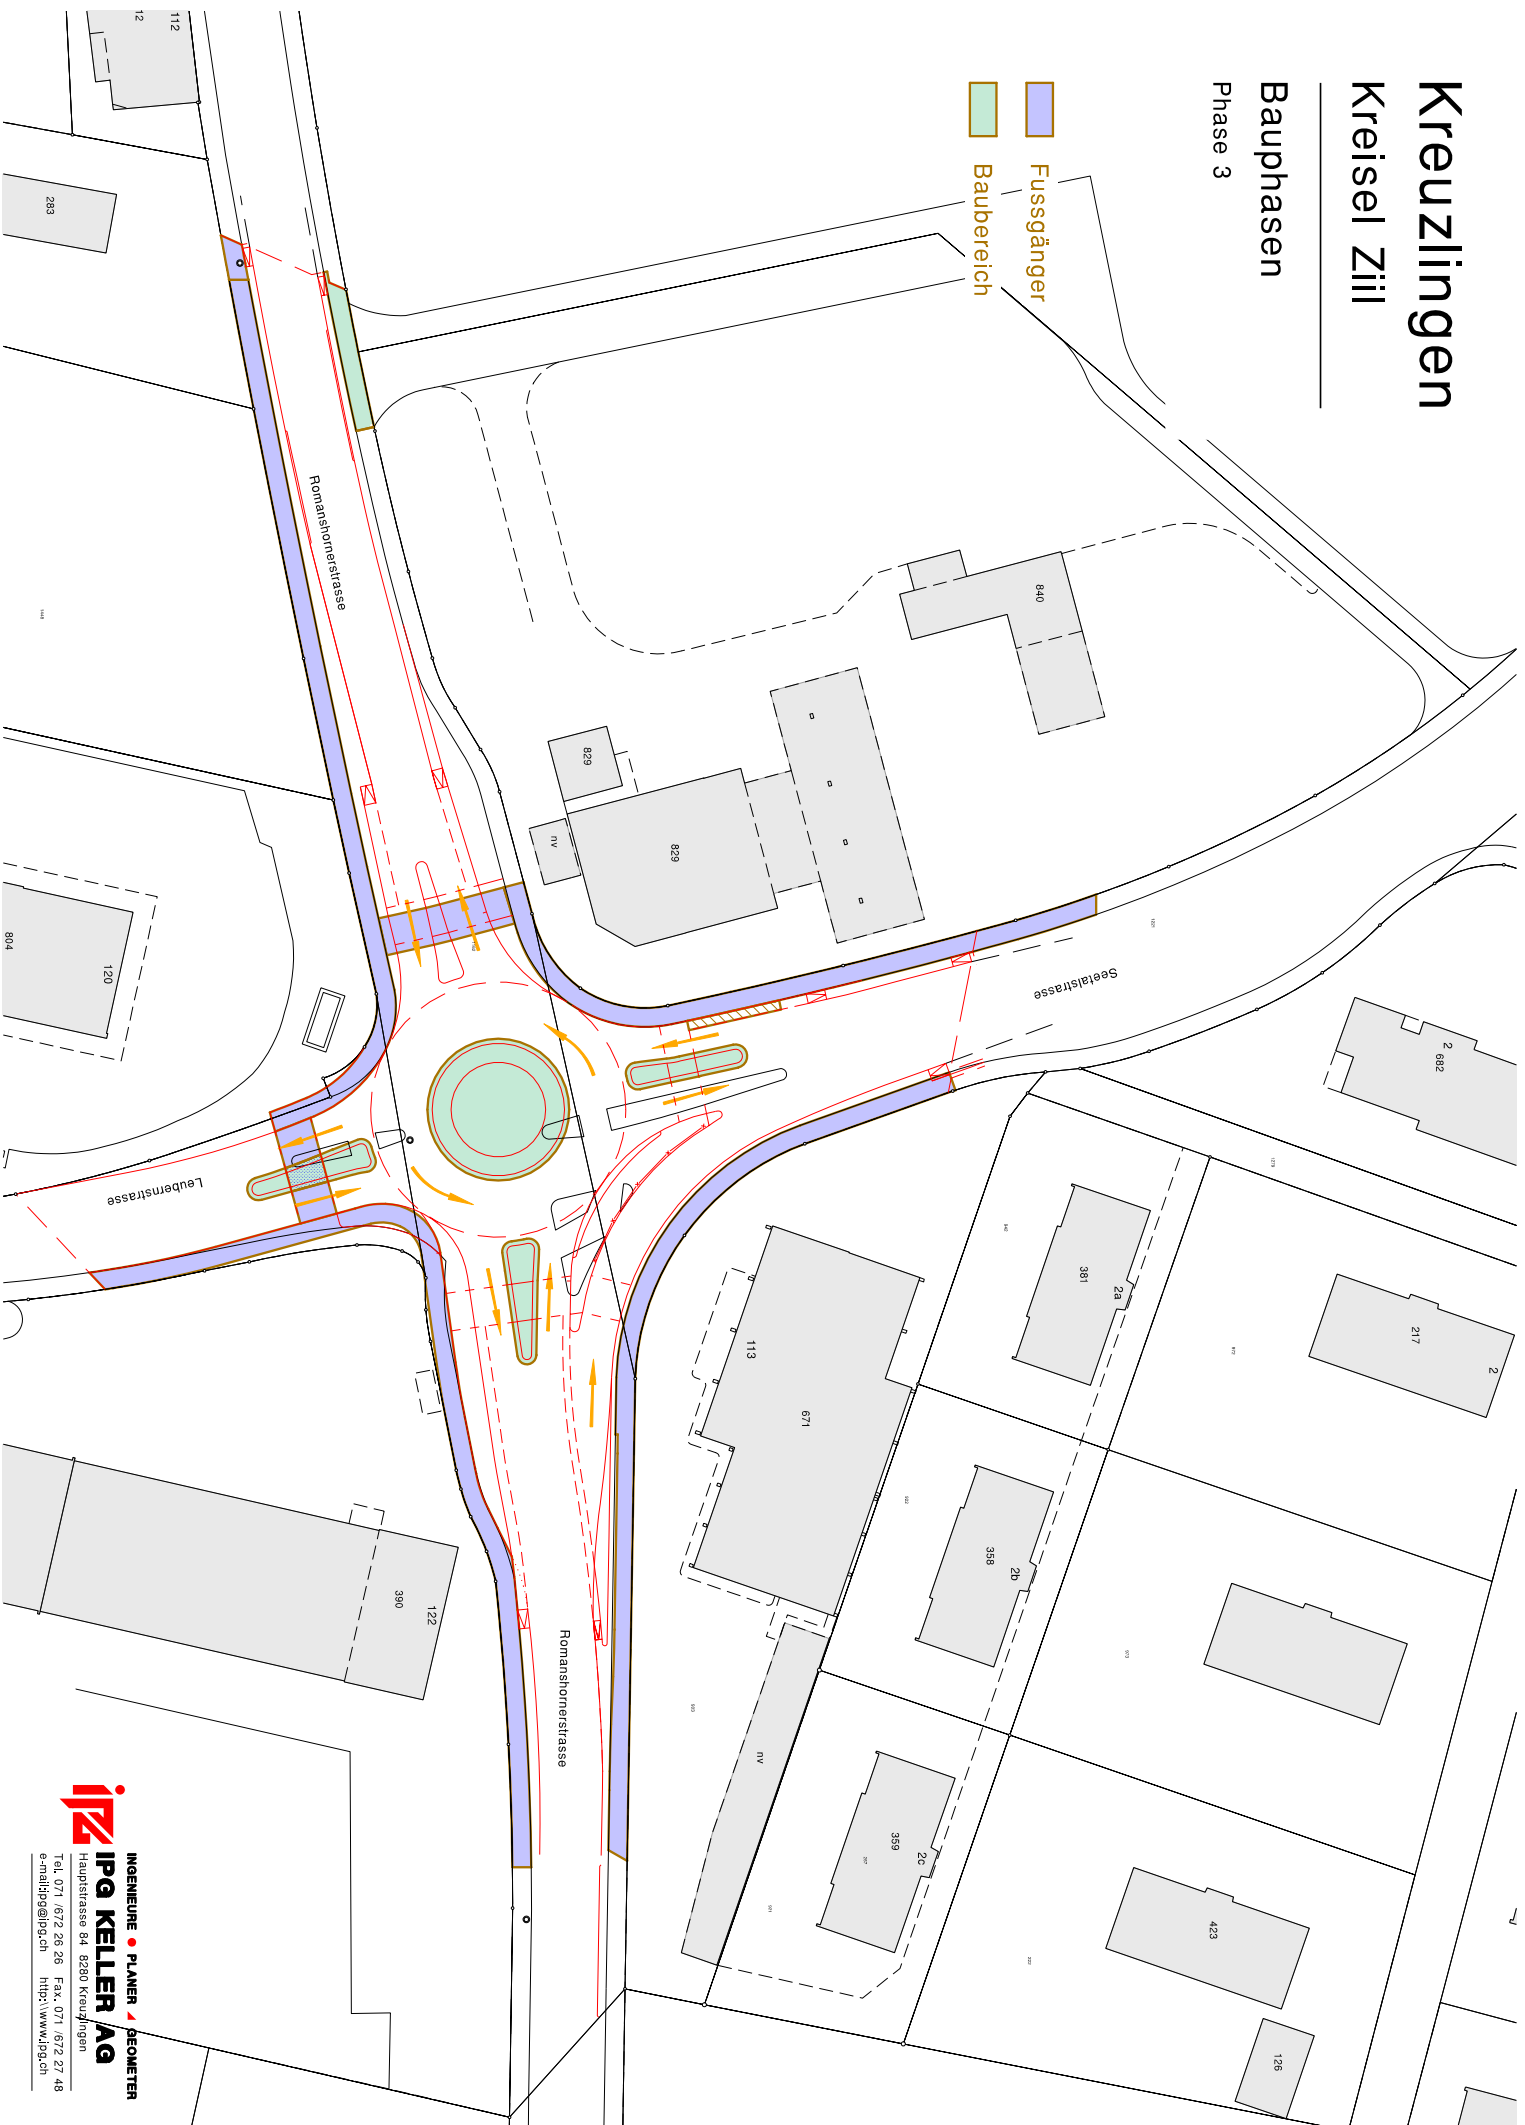 Kreuzlingen
Kreisel Ziil
Bauphasen
Phase 3
Fussgänger
Baubereich
112
12
283
Romanshornerstrasse
840
829
829
nv
804
120
Seetalstrasse
Leubernstrasse
682
2
217
2
381
2a
113
671
358
2b
390
122
Romanshornerstrasse
nv
359
2c
423
126
INGENIEURE PLANER GEOMETER
IPG KELLER AG
Hauptstrasse 84 8280 Kreuzlingen
Tel. 071 /672 26 26 Fax. 071 /672 27 48
e-mail:ipg@ipg.ch http:\\www.ipg.ch